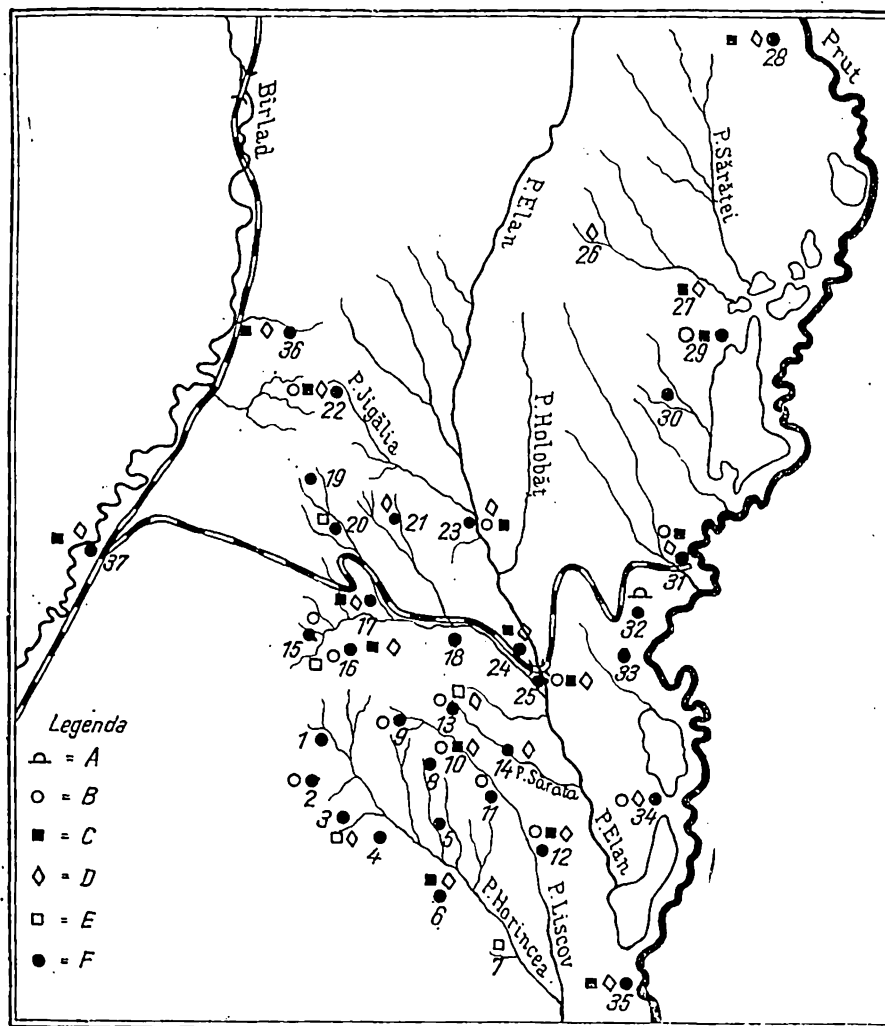 Bîrlad
Prut
28
P. Sărăței
P. Elan
26
27
36
29
P. Jigălia
P. Holobăt
22
30
19
20
21
23
37
31
32
17
15
16
18
24
33
25
Legenda
13
1
9
10
14
P. Sărata
8
2
11
34
3
5
P. Elan
4
12
6
P. Horincea
P. Liscov
7
35
= A
= B
= C
= D
= E
= F